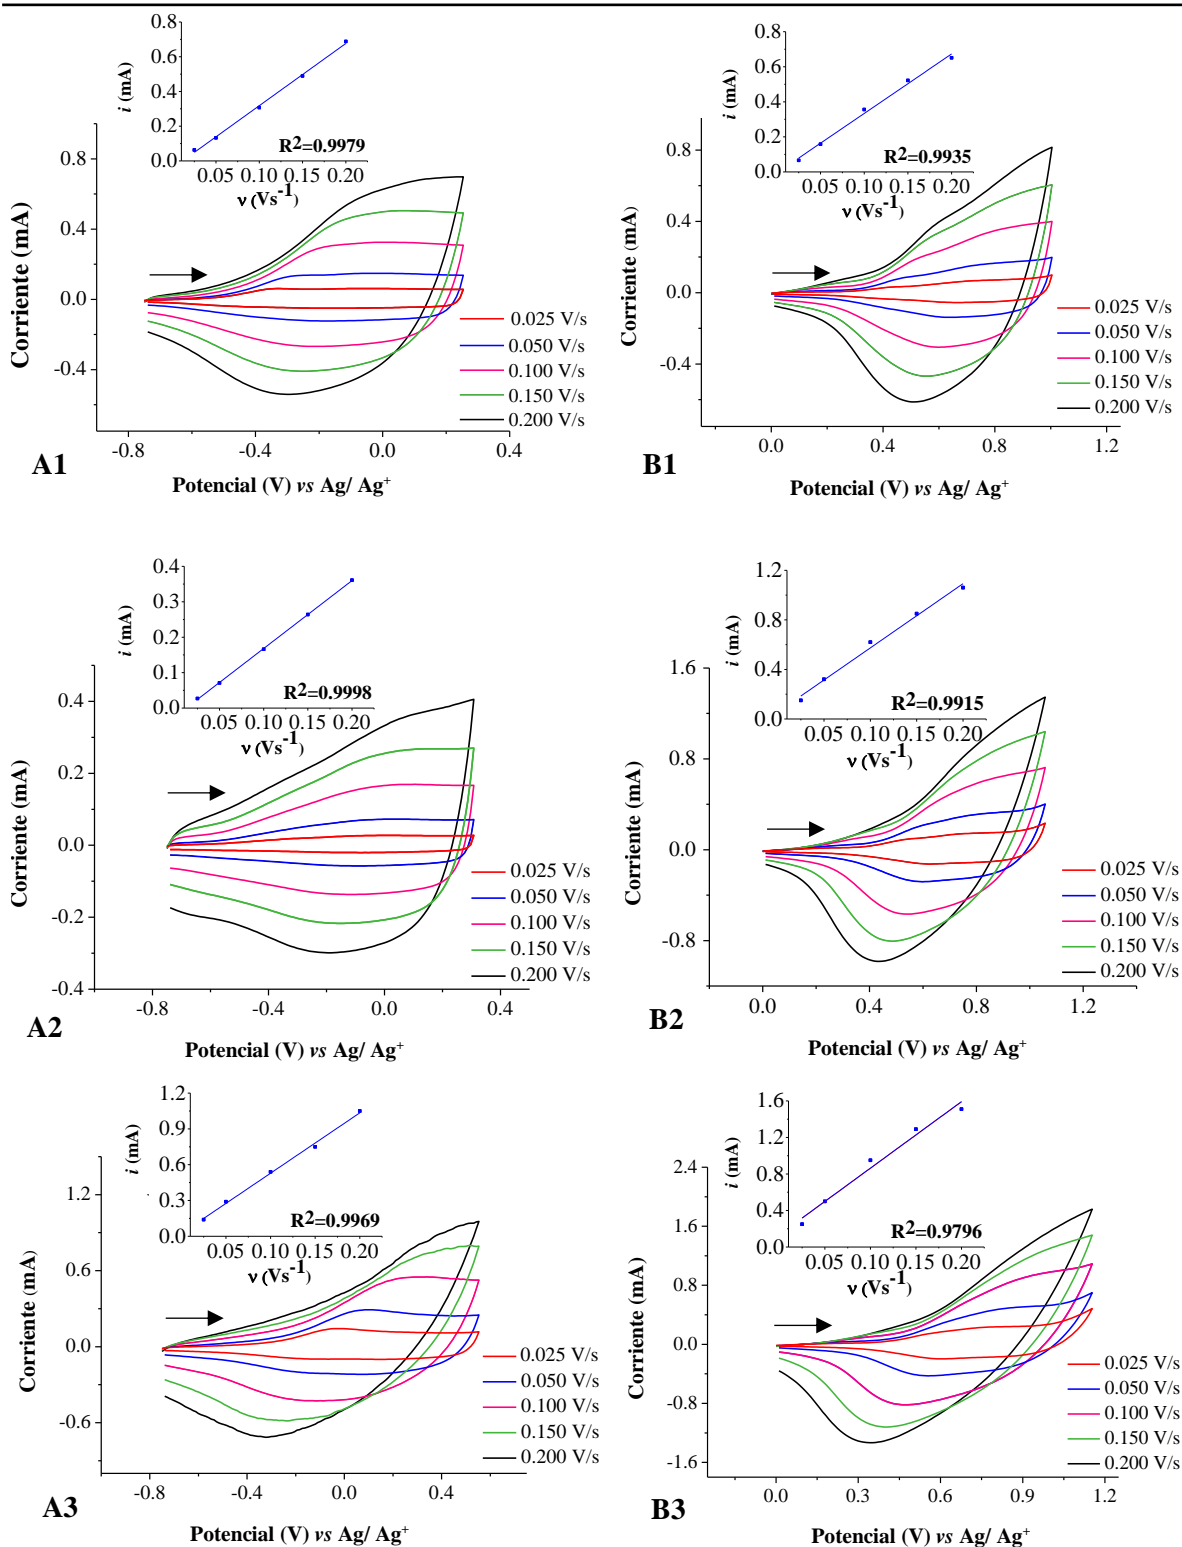 0.8
0.6
0.4
0.2
0.0
i (mA)
R2=0.9979
0.05 0.10 0.15 0.20
ν (Vs-1)
0.8
0.4
0.0
-0.4
Corriente (mA)
0.025 V/s
0.050 V/s
0.100 V/s
0.150 V/s
0.200 V/s
-0.8 -0.4 0.0 0.4
A1
Potencial (V) vs Ag/ Ag+
0.8
0.6
0.4
0.2
0.0
i (mA)
R2=0.9935
0.05 0.10 0.15 0.20
ν (Vs-1)
0.8
0.4
0.0
-0.4
Corriente (mA)
0.025 V/s
0.050 V/s
0.100 V/s
0.150 V/s
0.200 V/s
0.0 0.4 0.8 1.2
B1
Potencial (V) vs Ag/ Ag+
0.4
0.3
0.2
0.1
0.0
i (mA)
R2=0.9998
0.05 0.10 0.15 0.20
ν (Vs-1)
0.4
0.2
0.0
-0.2
-0.4
Corriente (mA)
0.025 V/s
0.050 V/s
0.100 V/s
0.150 V/s
0.200 V/s
-0.8 -0.4 0.0 0.4
A2
Potencial (V) vs Ag/ Ag+
1.2
0.8
0.4
0.0
i (mA)
R2=0.9915
0.05 0.10 0.15 0.20
ν (Vs-1)
1.6
0.8
0.0
-0.8
Corriente (mA)
0.025 V/s
0.050 V/s
0.100 V/s
0.150 V/s
0.200 V/s
0.0 0.4 0.8 1.2
B2
Potencial (V) vs Ag/ Ag+
1.2
0.9
0.6
0.3
0.0
i (mA)
R2=0.9969
0.05 0.10 0.15 0.20
ν (Vs-1)
1.2
0.6
0.0
-0.6
Corriente (mA)
0.025 V/s
0.050 V/s
0.100 V/s
0.150 V/s
0.200 V/s
-0.8 -0.4 0.0 0.4
A3
Potencial (V) vs Ag/ Ag+
1.6
1.2
0.8
0.4
0.0
i (mA)
R2=0.9796
0.05 0.10 0.15 0.20
ν (Vs-1)
2.4
1.6
0.8
0.0
-0.8
-1.6
Corriente (mA)
0.025 V/s
0.050 V/s
0.100 V/s
0.150 V/s
0.200 V/s
0.0 0.3 0.6 0.9 1.2
B3
Potencial (V) vs Ag/ Ag+